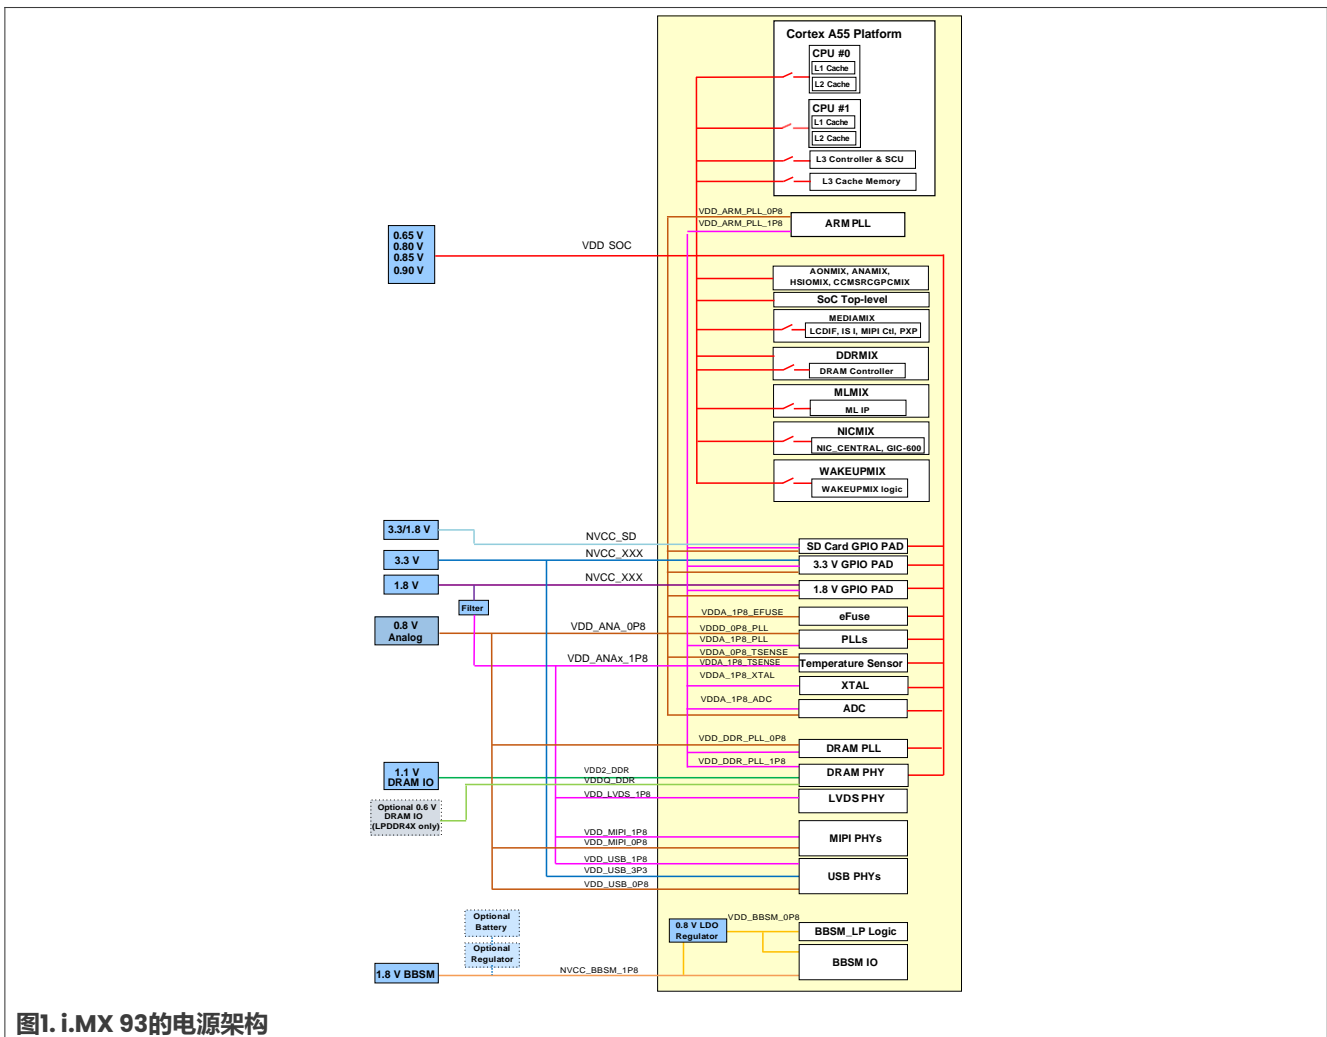 Cortex A55 Platform
CPU #0
L1 Cache
L2 Cache
CPU #1
L1 Cache
L2 Cache
L3 Controller & SCU
L3 Cache Memory
VDD_ARM_PLL_0P8
VDD_ARM_PLL_1P8
ARM PLL
0.65 V
0.80 V
0.85 V
0.90 V
VDD SOC
AONMIX, ANAMIX,
HSIOMIX, CCMSRCGPCMIX
SoC Top-level
MEDIAMIX
LCDIF, IS I, MIPI Ctl, PXP
DDRMIX
DRAM Controller
MLMIX
ML IP
NICMIX
NIC_CENTRAL, GIC-600
WAKEUPMIX
WAKEUPMIX logic
3.3/1.8 V
NVCC_SD
SD Card GPIO PAD
3.3 V
NVCC_XXX
3.3 V GPIO PAD
1.8 V
NVCC_XXX
1.8 V GPIO PAD
Filter
VDDA_1P8_EFUSE
eFuse
0.8 V
Analog
VDD_ANA_0P8
VDDD_0P8_PLL
VDDA_1P8_PLL
PLLs
VDD_ANAx_1P8
VDDA_0P8_TSENSE
VDDA_1P8_TSENSE
Temperature Sensor
VDDA_1P8_XTAL
XTAL
VDDA_1P8_ADC
ADC
VDD_DDR_PLL_0P8
DRAM PLL
VDD_DDR_PLL_1P8
1.1 V
DRAM IO
VDD2_DDR
VDDQ_DDR
DRAM PHY
VDD_LVDS_1P8
LVDS PHY
Optional 0.6 V
DRAM IO
(LPDDR4X only)
VDD_MIPI_1P8
VDD_MIPI_0P8
MIPI PHYs
VDD_USB_1P8
VDD_USB_3P3
VDD_USB_0P8
USB PHYs
Optional
Battery
Optional
Regulator
0.8 V LDO
Regulator
VDD_BBSM_0P8
BBSM_LP Logic
BBSM IO
1.8 V BBSM
NVCC_BBSM_1P8
图1. i.MX 93的电源架构